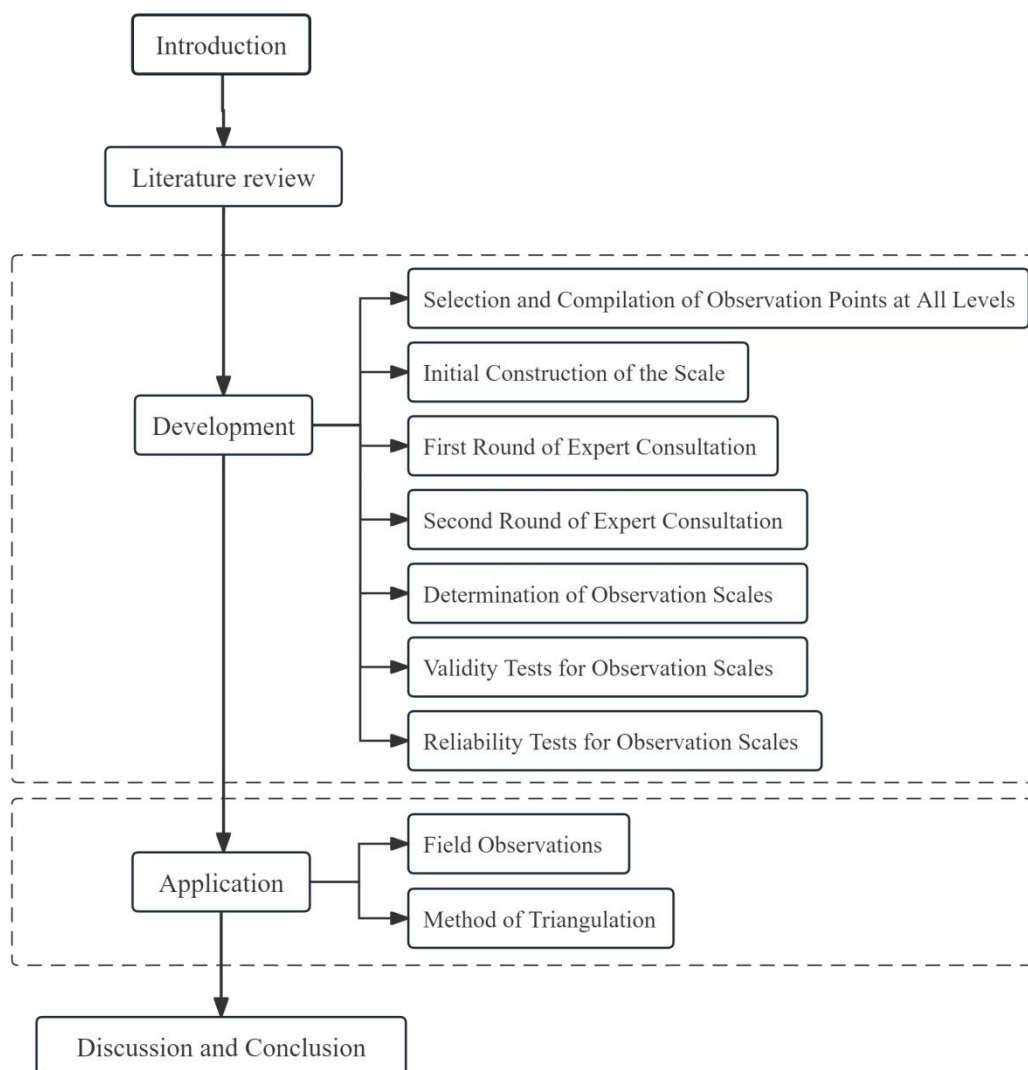 Introduction
Literature review
Development
Selection and Compilation of Observation Points at All Levels
Initial Construction of the Scale
First Round of Expert Consultation
Second Round of Expert Consultation
Determination of Observation Scales
Validity Tests for Observation Scales
Reliability Tests for Observation Scales
Application
Field Observations
Method of Triangulation
Discussion and Conclusion